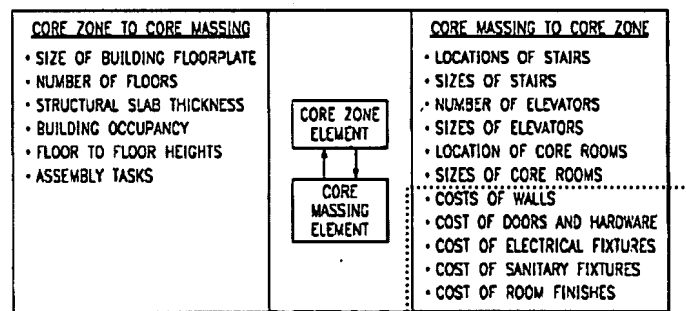 CORE ZONE TO CORE MASSING
• SIZE OF BUILDING FLOORPLATE
• NUMBER OF FLOORS
• STRUCTURAL SLAB THICKNESS
• BUILDING OCCUPANCY
• FLOOR TO FLOOR HEIGHTS
• ASSEMBLY TASKS
CORE ZONE
ELEMENT
CORE
MASSING
ELEMENT
CORE MASSING TO CORE ZONE
• LOCATIONS OF STAIRS
• SIZES OF STAIRS
• NUMBER OF ELEVATORS
• SIZES OF ELEVATORS
• LOCATION OF CORE ROOMS
• SIZES OF CORE ROOMS
• COSTS OF WALLS
• COST OF DOORS AND HARDWARE
• COST OF ELECTRICAL FIXTURES
• COST OF SANITARY FIXTURES
• COST OF ROOM FINISHES